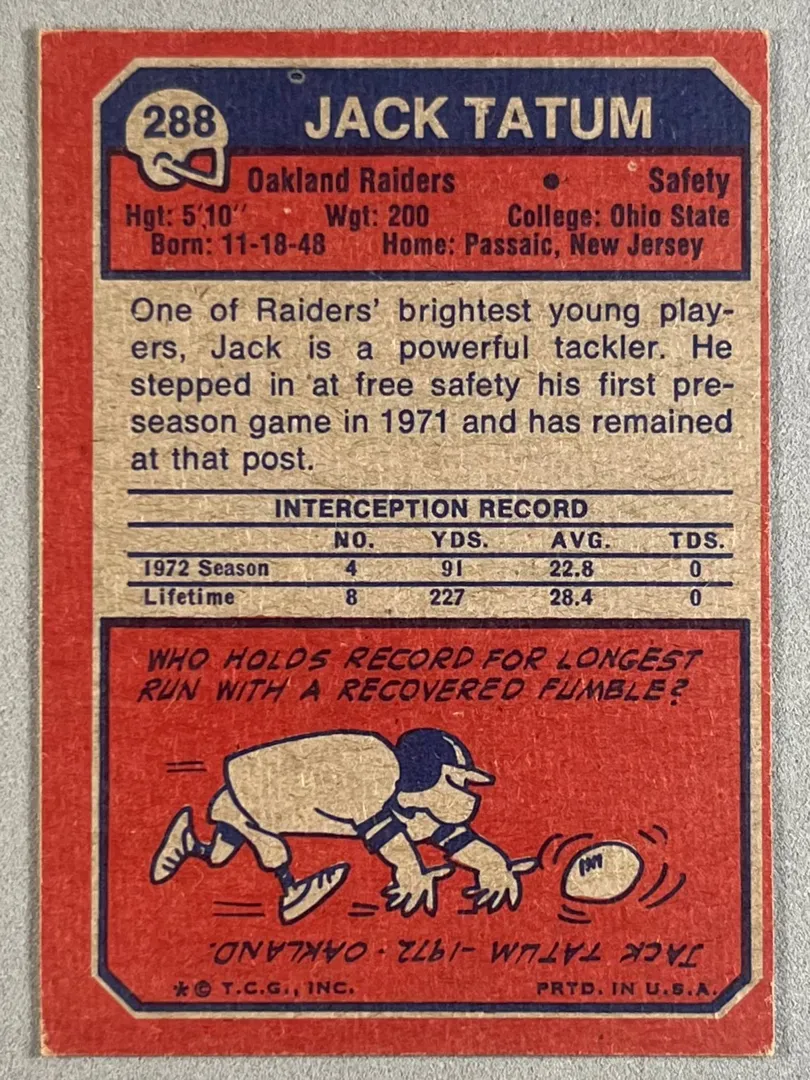 288
JACK TATUM
Oakland Raiders • Safety
Hgt: 5'10" Wgt: 200 College: Ohio State
Born: 11-18-48 Home: Passaic, New Jersey
One of Raiders' brightest young play-
ers, Jack is a powerful tackler. He
stepped in at free safety his first pre-
season game in 1971 and has remained
at that post.
INTERCEPTION RECORD
NO. YDS. AVG. TDS.
1972 Season 4 91 22.8 0
Lifetime 8 227 28.4 0
WHO HOLDS RECORD FOR LONGEST
RUN WITH A RECOVERED FUMBLE?
JACK TATUM -1972 - OAKLAND.
* © T.C.G., INC. PRTD. IN U.S.A.